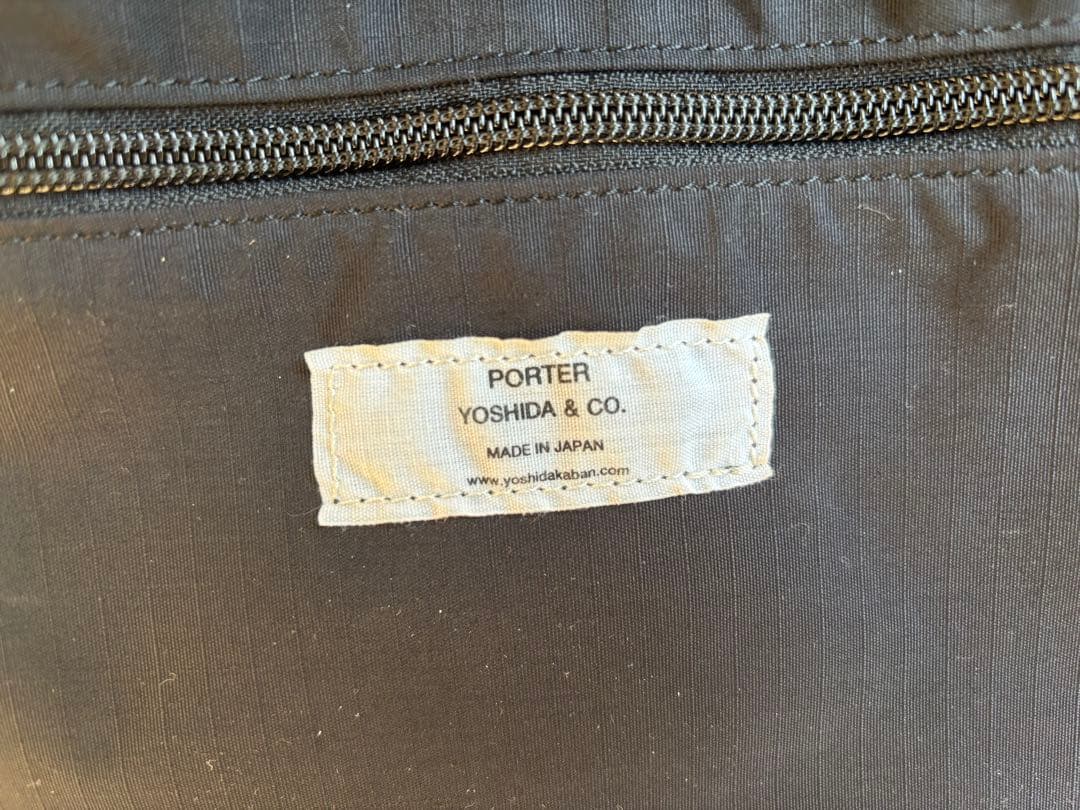 PORTER
YOSHIDA & CO.
MADE IN JAPAN
www.yoshidakaban.com